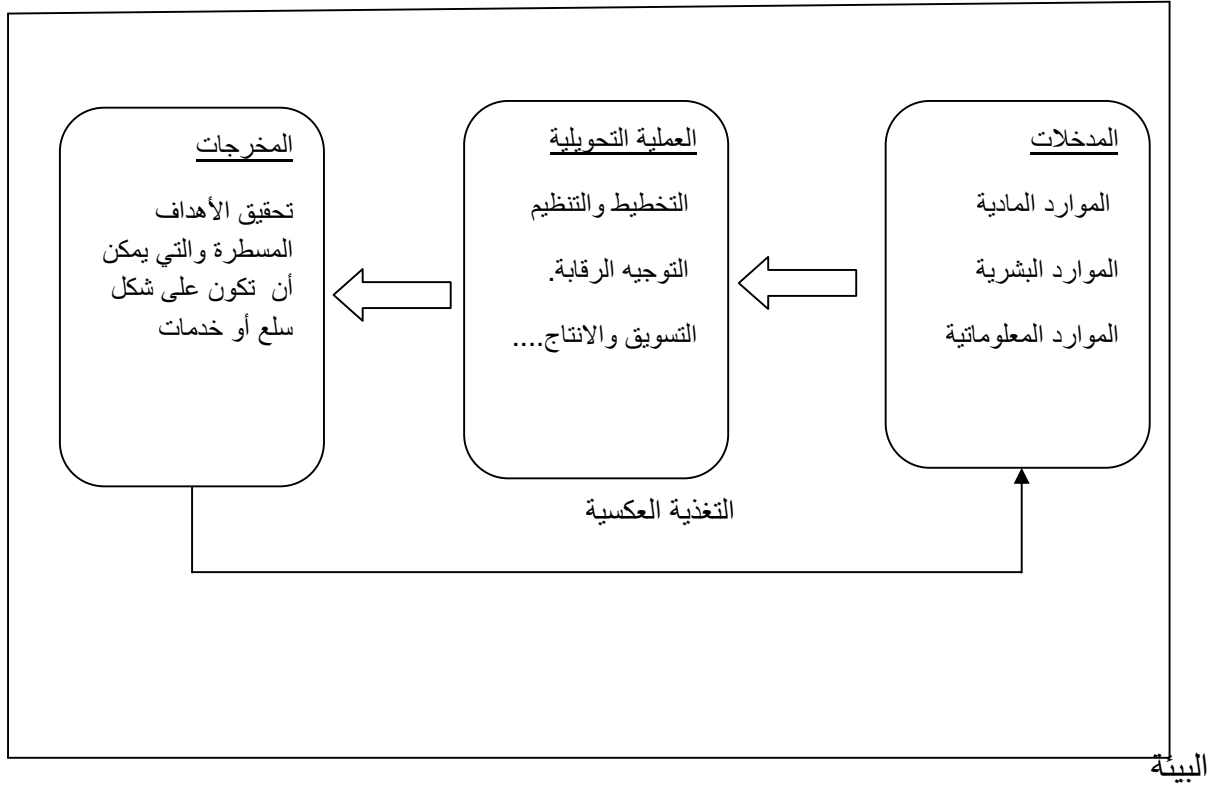 المدخلات
الموارد المادية
الموارد البشرية
الموارد المعلوماتية
العملية التحويلية
التخطيط والتنظيم
التوجيه الرقابة.
التسويق والانتاج....
المخرجات
تحقيق الأهداف
المسطرة والتي يمكن
أن تكون على شكل
سلع أو خدمات
التغذية العكسية
البيئة